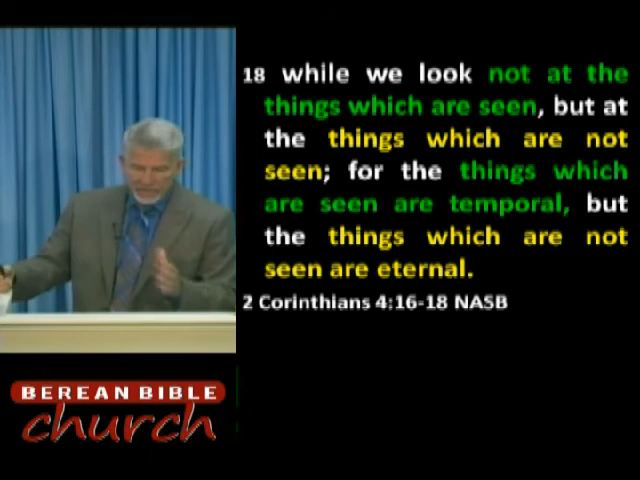 18 while we look not at the
things which are seen, but at
the things which are not
seen; for the things which
are seen are temporal, but
the things which are not
seen are eternal.
2 Corinthians 4:16-18 NASB
BEREAN BIBLE
church